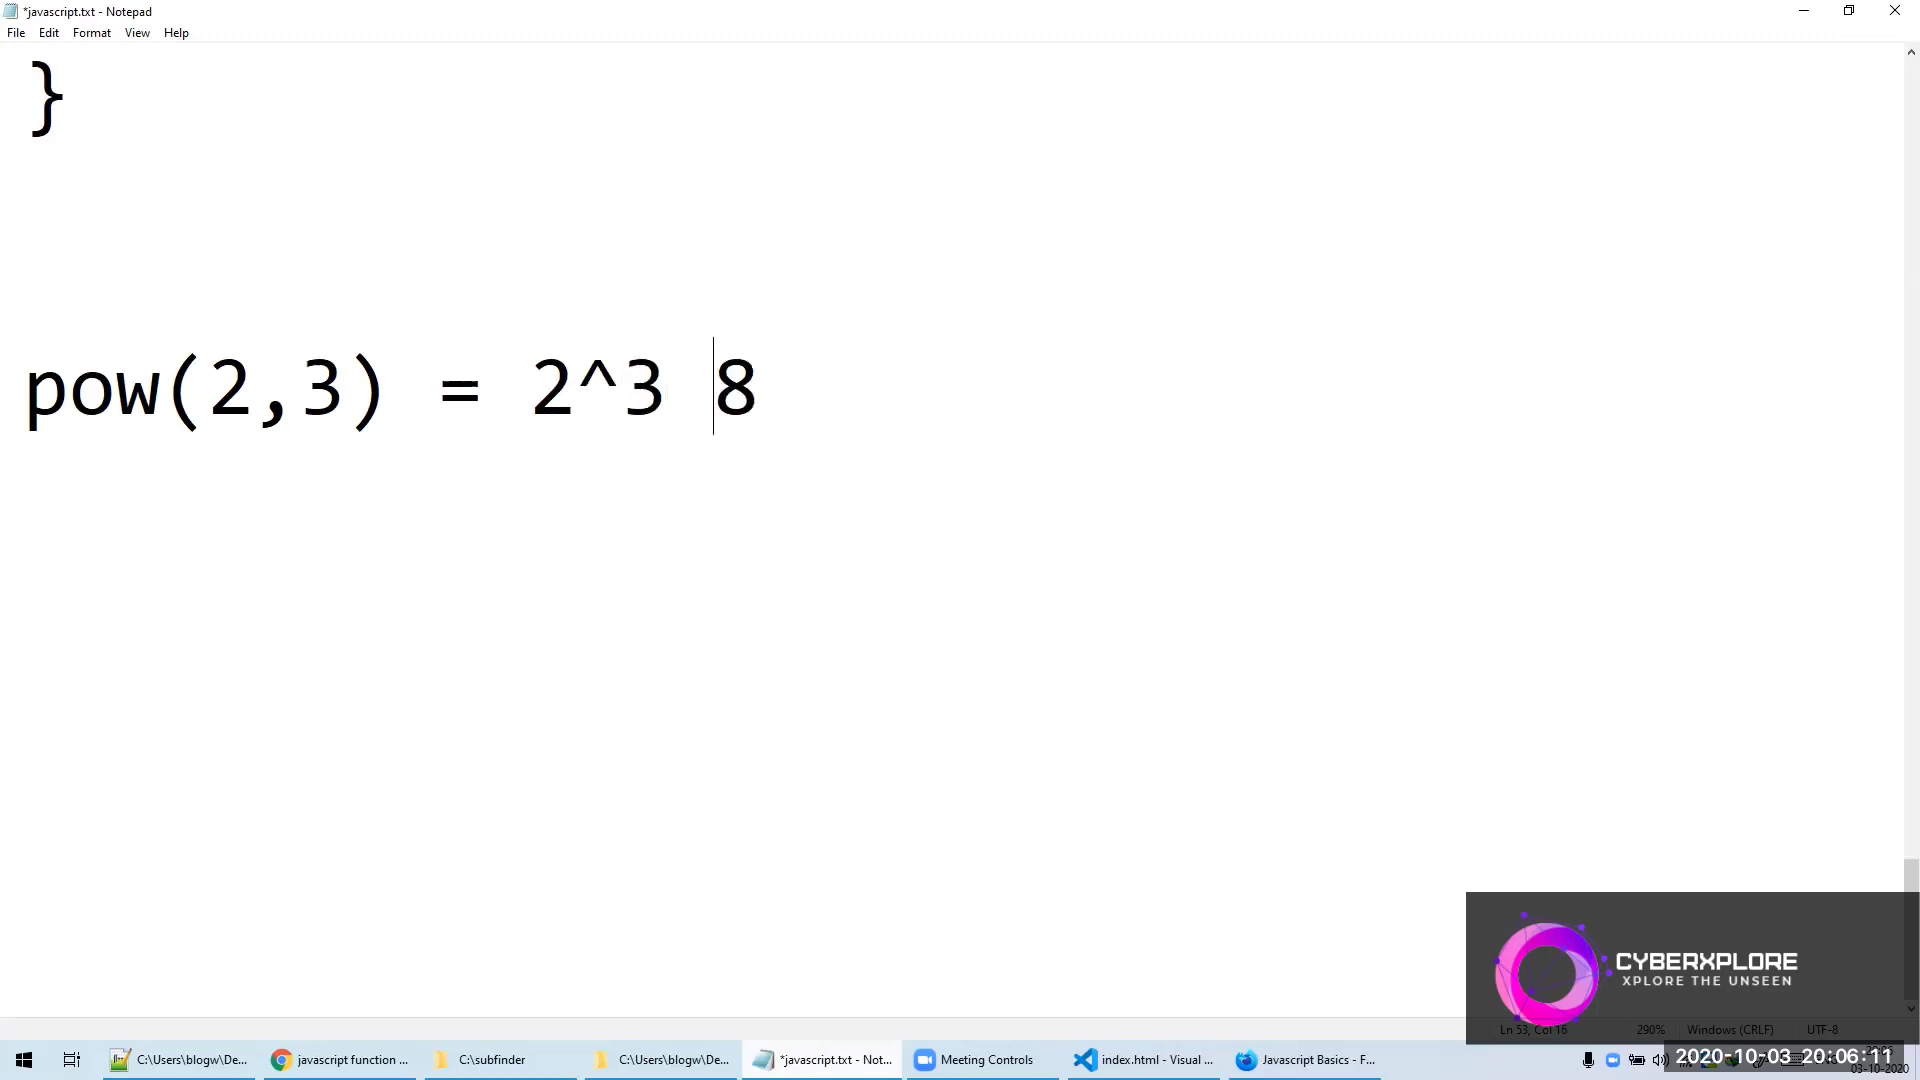 *javascript.txt - Notepad
File Edit Format View Help
}
pow(2,3) = 2^3 8
CYBERXPLORE
XPLORE THE UNSEEN
Ln 53, Col 16 290% Windows (CRLF) UTF-8
C:\Users\blogw\De... javascript function ... C:\subfinder C:\Users\blogw\De... *javascript.txt - Not... Meeting Controls index.html - Visual ... Javascript Basics - F...
2020-10-03 20:06:11
03-10-2020